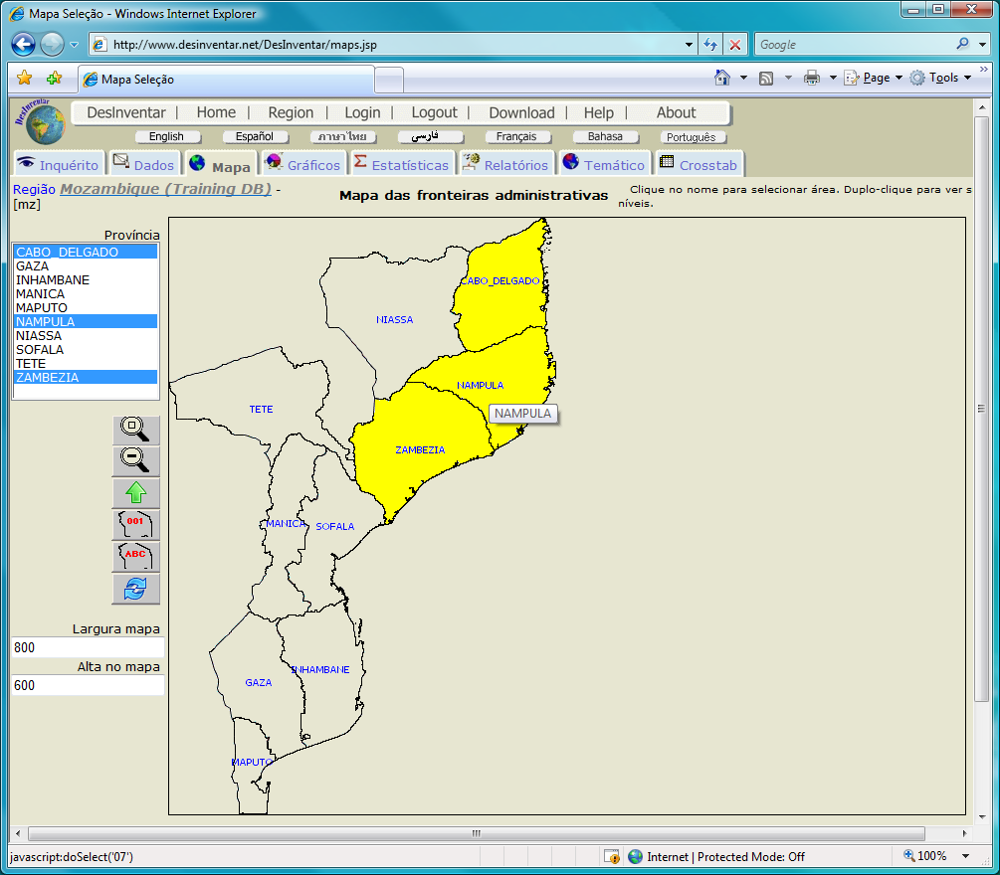 Mapa Seleção - Windows Internet Explorer
http://www.desinventar.net/DesInventar/maps.jsp
Google
Mapa Seleção
Page
Tools
DesInventar
DesInventar | Home | Region | Login | Logout | Download | Help | About
English Español ภาษาไทย فارسی Français Bahasa Português
Inquérito Dados Mapa Gráficos Estatísticas Relatórios Temático Crosstab
Região Mozambique (Training DB) -
[mz]
Mapa das fronteiras administrativas
Clique no nome para selecionar área. Duplo-clique para ver s
níveis.
Província
CABO_DELGADO
GAZA
INHAMBANE
MANICA
MAPUTO
NAMPULA
NIASSA
SOFALA
TETE
ZAMBEZIA
001
ABC
Largura mapa
800
Alta no mapa
600
CABO_DELGADO
NIASSA
NAMPULA
TETE
NAMPULA
ZAMBEZIA
MANICA
SOFALA
INHAMBANE
GAZA
MAPUTO
javascript:doSelect('07')
Internet | Protected Mode: Off
100%